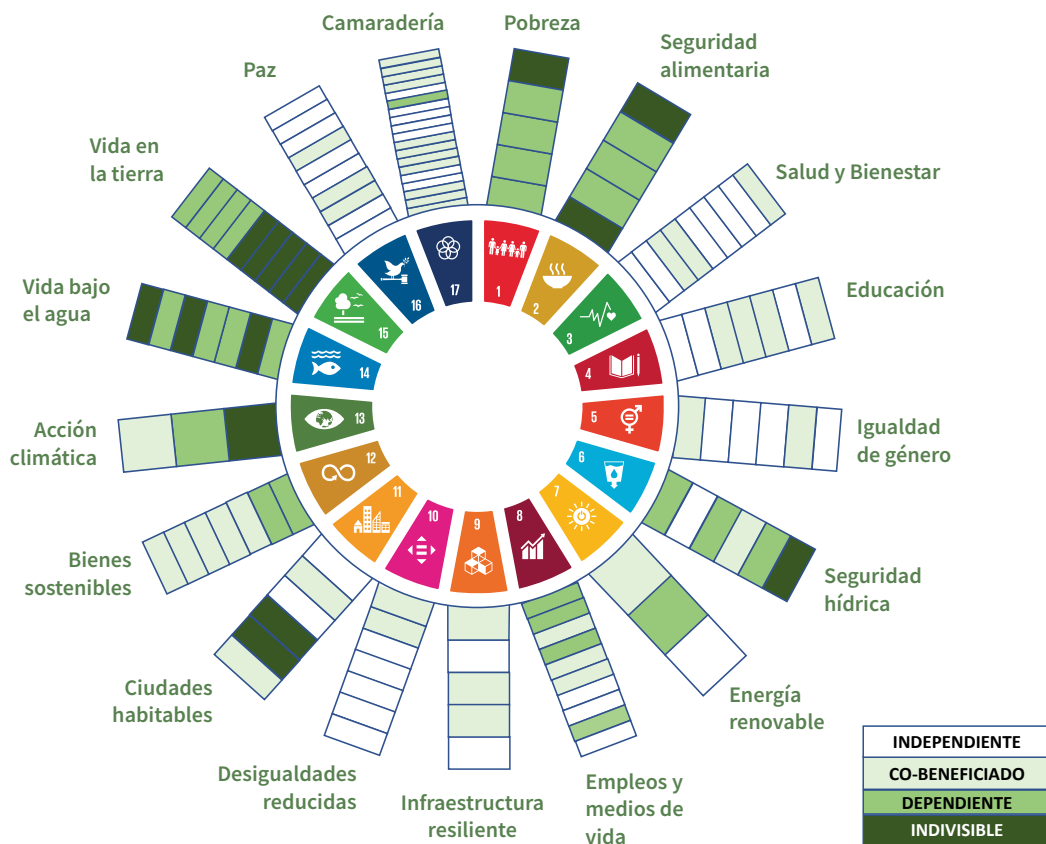 Camaradería
Pobreza
Seguridad
alimentaria
Paz
Vida en
la tierra
Salud y Bienestar
Vida bajo
el agua
Educación
Acción
climática
Igualdad
de género
Bienes
sostenibles
Seguridad
hídrica
Ciudades
habitables
Energía
renovable
Desigualdades
reducidas
Infraestructura
resiliente
Empleos y
medios de
vida
1
2
3
4
5
6
7
8
9
10
11
12
13
14
15
16
17
INDEPENDIENTE
CO-BENEFICIADO
DEPENDIENTE
INDIVISIBLE